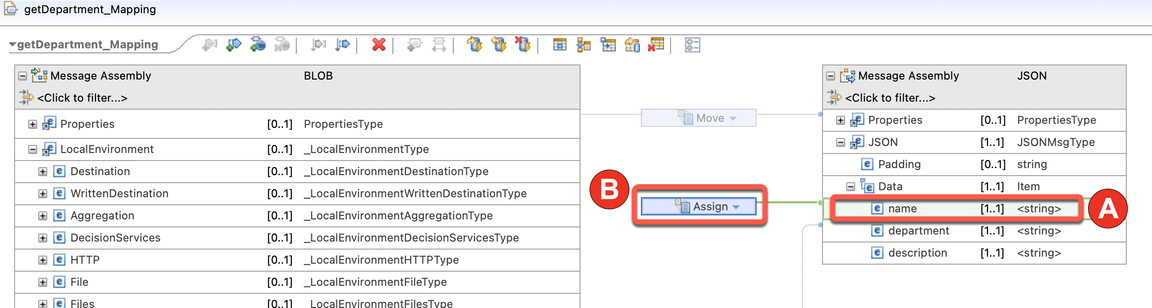 getDepartment_Mapping
getDepartment_Mapping
Message Assembly BLOB
<Click to filter...>
Properties [0..1] PropertiesType
LocalEnvironment [0..1] _LocalEnvironmentType
Destination [0..1] _LocalEnvironmentDestinationType
WrittenDestination [0..1] _LocalEnvironmentWrittenDestinationType
Aggregation [0..1] _LocalEnvironmentAggregationType
DecisionServices [0..1] _LocalEnvironmentDecisionServicesType
HTTP [0..1] _LocalEnvironmentHTTPType
File [0..1] _LocalEnvironmentFileType
Files [0..1] _LocalEnvironmentFilesType
Move
B
Assign
Message Assembly JSON
<Click to filter...>
Properties [0..1] PropertiesType
JSON [1..1] JSONMsgType
Padding [0..1] string
Data [1..1] Item
name [1..1] <string>
A
department [1..1] <string>
description [1..1] <string>